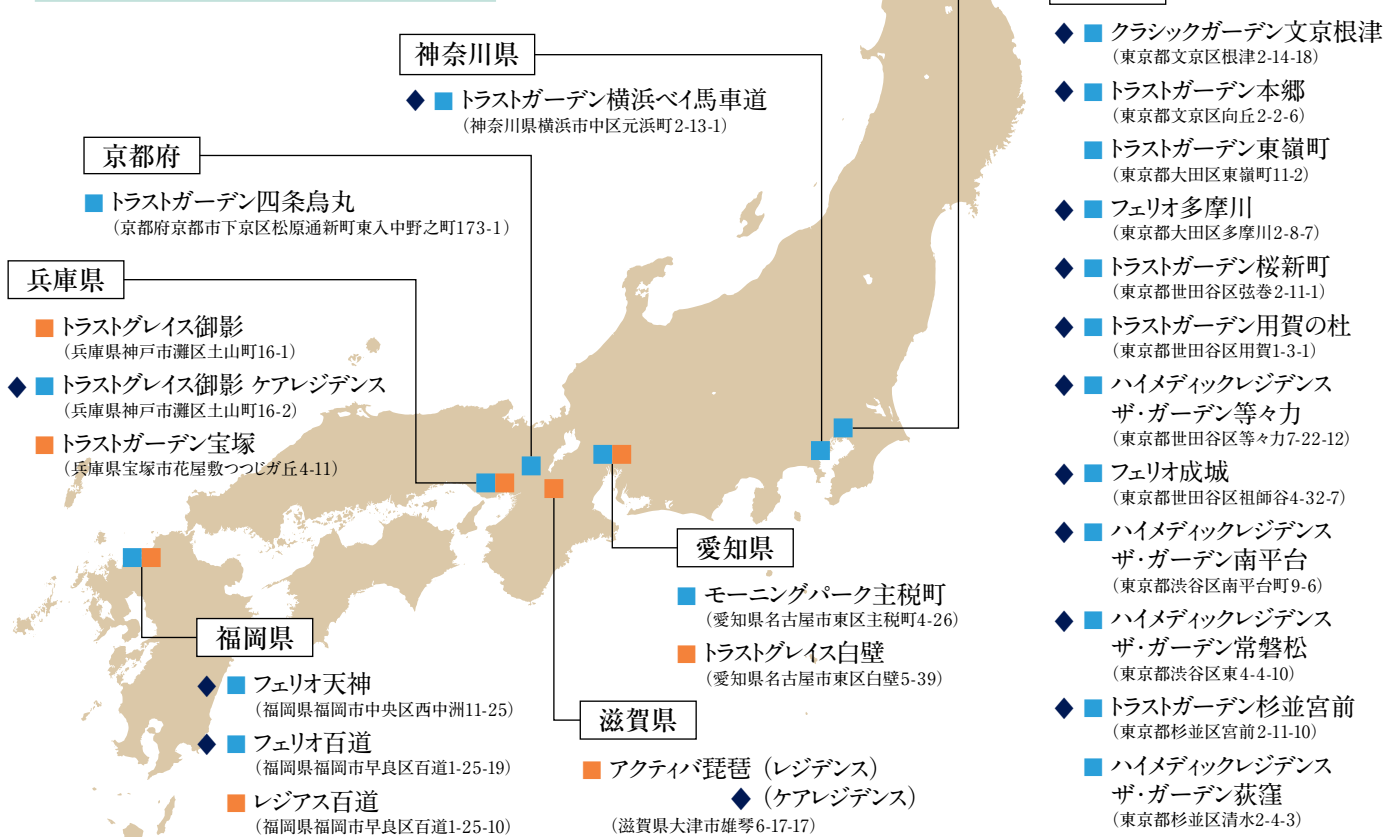 神奈川県
トラストガーデン横浜ベイ馬車道
（神奈川県横浜市中区元浜町2-13-1）
京都府
トラストガーデン四条烏丸
（京都府京都市下京区松原通新町東入中野之町173-1）
兵庫県
トラストグレイス御影
（兵庫県神戸市灘区土山町16-1）
トラストグレイス御影 ケアレジデンス
（兵庫県神戸市灘区土山町16-2）
トラストガーデン宝塚
（兵庫県宝塚市花屋敷つつじガ丘4-11）
福岡県
フェリオ天神
（福岡県福岡市中央区西中洲11-25）
フェリオ百道
（福岡県福岡市早良区百道1-25-19）
レジアス百道
（福岡県福岡市早良区百道1-25-10）
愛知県
モーニングパーク主税町
（愛知県名古屋市東区主税町4-26）
トラストグレイス白壁
（愛知県名古屋市東区白壁5-39）
滋賀県
アクティバ琵琶（レジデンス）
（ケアレジデンス）
（滋賀県大津市雄琴6-17-17）
クラシックガーデン文京根津
（東京都文京区根津2-14-18）
トラストガーデン本郷
（東京都文京区向丘2-2-6）
トラストガーデン東嶺町
（東京都大田区東嶺町11-2）
フェリオ多摩川
（東京都大田区多摩川2-8-7）
トラストガーデン桜新町
（東京都世田谷区弦巻2-11-1）
トラストガーデン用賀の杜
（東京都世田谷区用賀1-3-1）
ハイメディックレジデンス
ザ・ガーデン等々力
（東京都世田谷区等々力7-22-12）
フェリオ成城
（東京都世田谷区祖師谷4-32-7）
ハイメディックレジデンス
ザ・ガーデン南平台
（東京都渋谷区南平台町9-6）
ハイメディックレジデンス
ザ・ガーデン常磐松
（東京都渋谷区東4-4-10）
トラストガーデン杉並宮前
（東京都杉並区宮前2-11-10）
ハイメディックレジデンス
ザ・ガーデン荻窪
（東京都杉並区清水2-4-3）